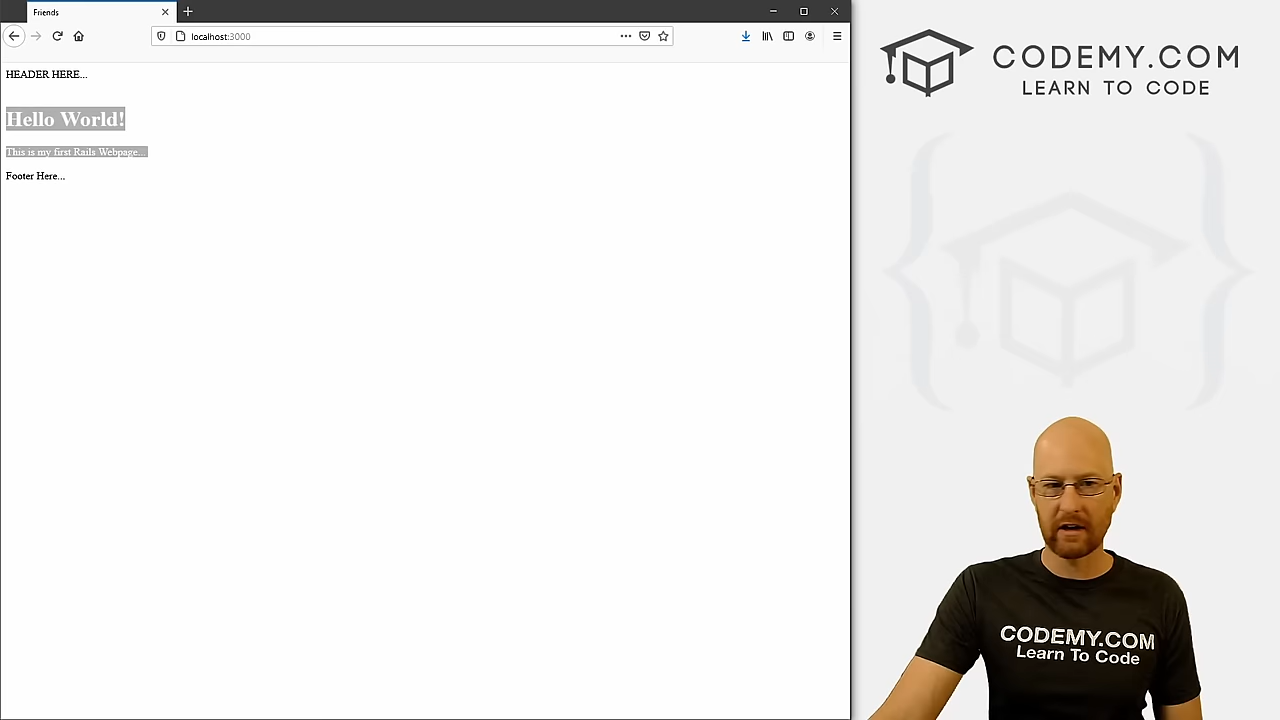 Friends
localhost:3000
HEADER HERE...
Hello World!
This is my first Rails Webpage...
Footer Here...
CODEMY.COM
LEARN TO CODE
CODEMY.COM
Learn To Code